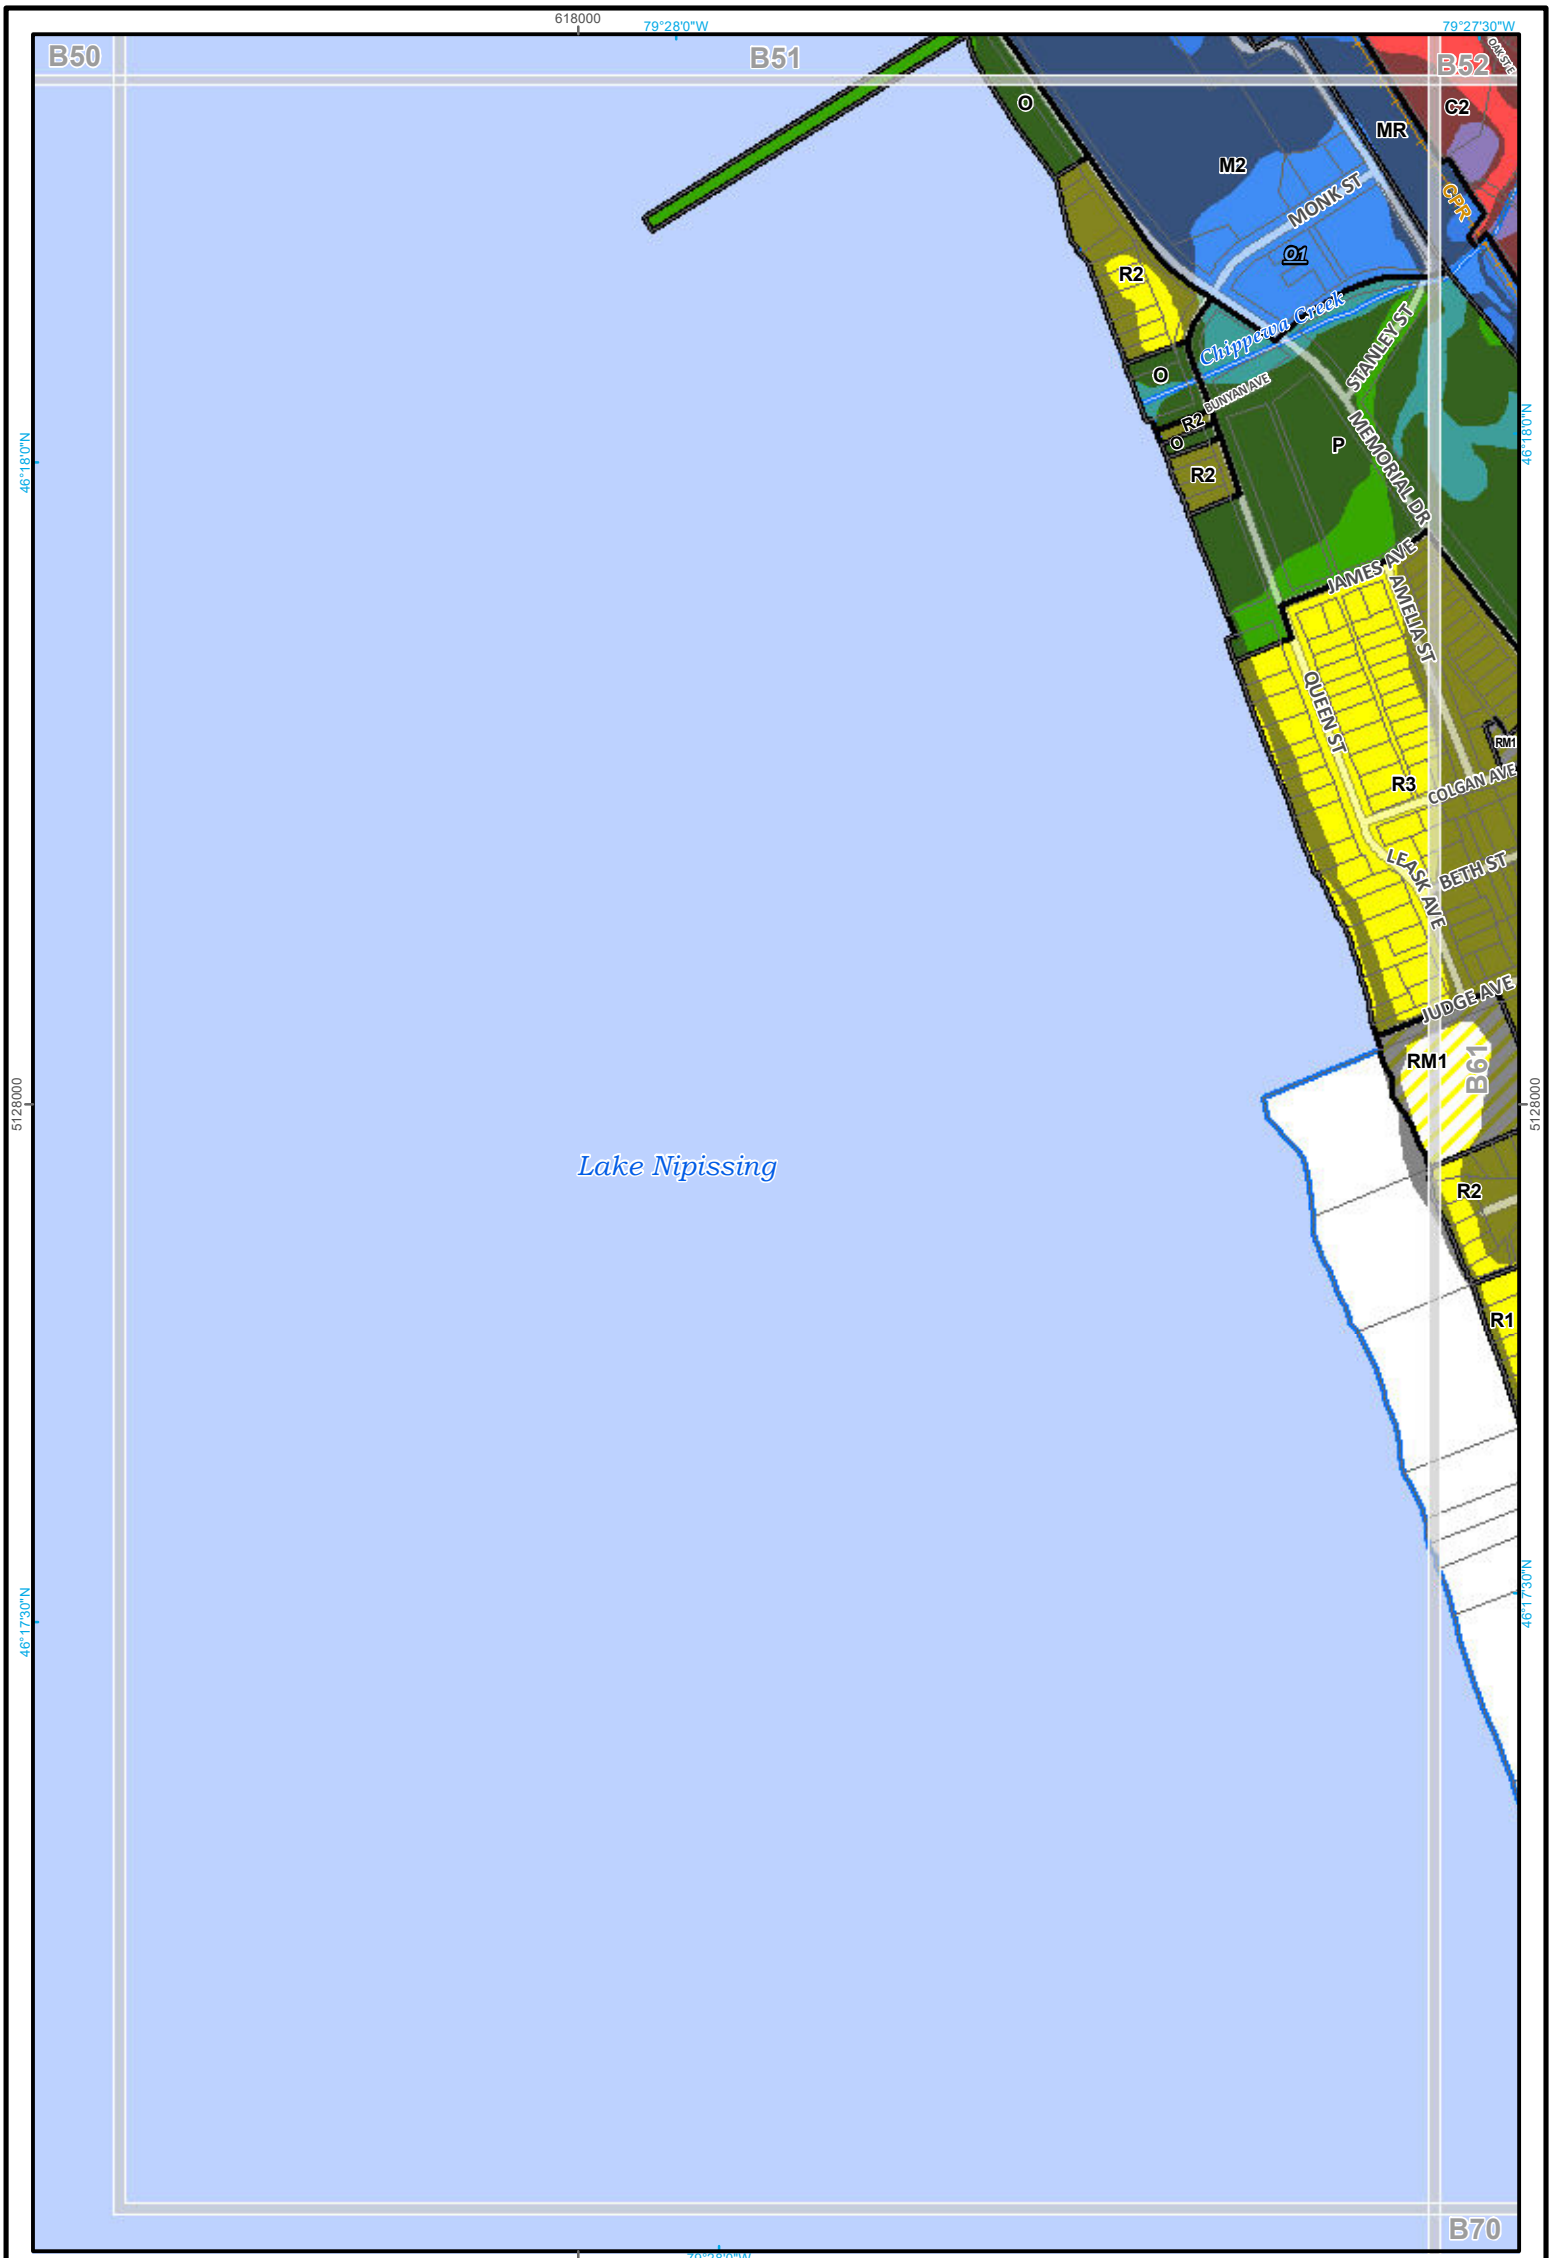 618000
79°28'0"W
79°27'30"W
B50
B51
B52
OAK ST E
O
C2
MR
M2
CPR
MONK ST
O1
R2
Chippewa Creek
STANLEY ST
O
BUNYAN AVE
R2
O
P
MEMORIAL DR
46°18'0"N
46°18'0"N
R2
JAMES AVE
AMELIA ST
QUEEN ST
RM1
R3
COLGAN AVE
LEASK AVE
BETH ST
JUDGE AVE
RM1
B61
5128000
5128000
Lake Nipissing
R2
R1
46°17'30"N
46°17'30"N
B70
79°28'0"W